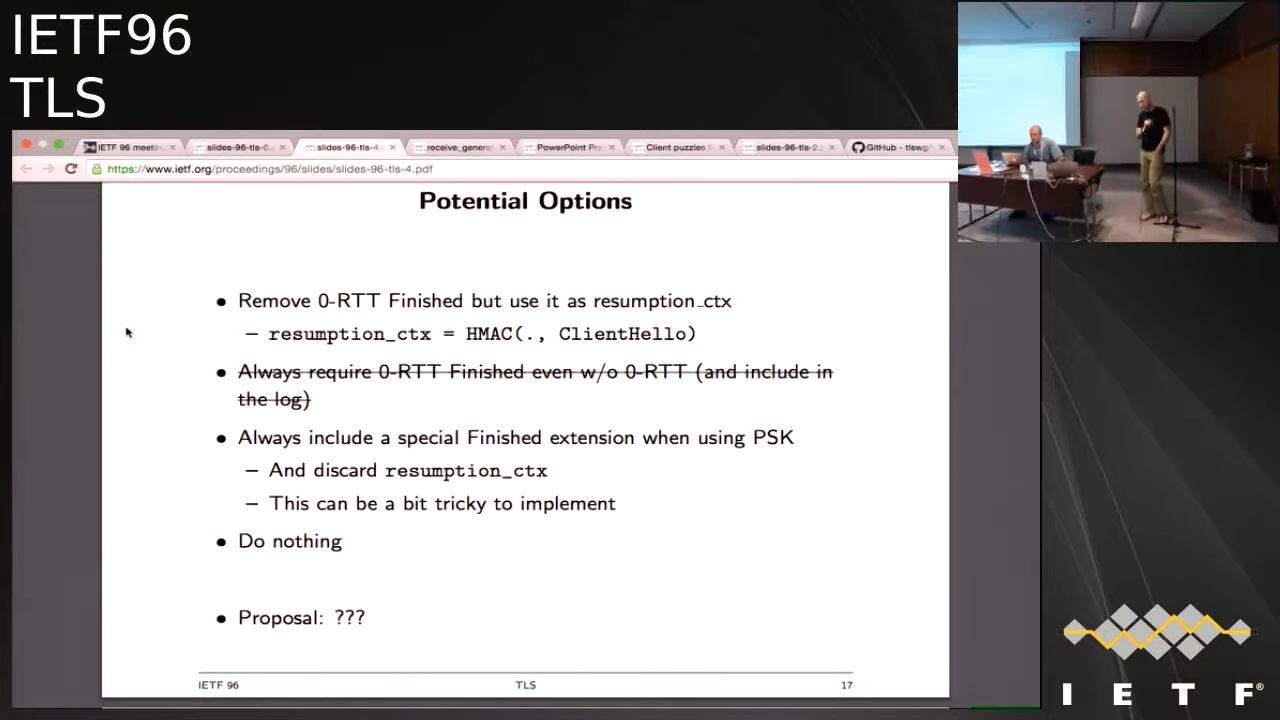 IETF96
TLS
IETF 96 meetin
slides-96-tls-0
slides-96-tls-4
receive_genera
PowerPoint Pre
Client puzzles
slides-96-tls-2
GitHub - tlswg
https://www.ietf.org/proceedings/96/slides/slides-96-tls-4.pdf
Potential Options
• Remove 0-RTT Finished but use it as resumption_ctx
– resumption_ctx = HMAC(., ClientHello)
• Always require 0-RTT Finished even w/o 0-RTT (and include in
the log)
• Always include a special Finished extension when using PSK
– And discard resumption_ctx
– This can be a bit tricky to implement
• Do nothing
• Proposal: ???
IETF 96 TLS 17
I E T F®